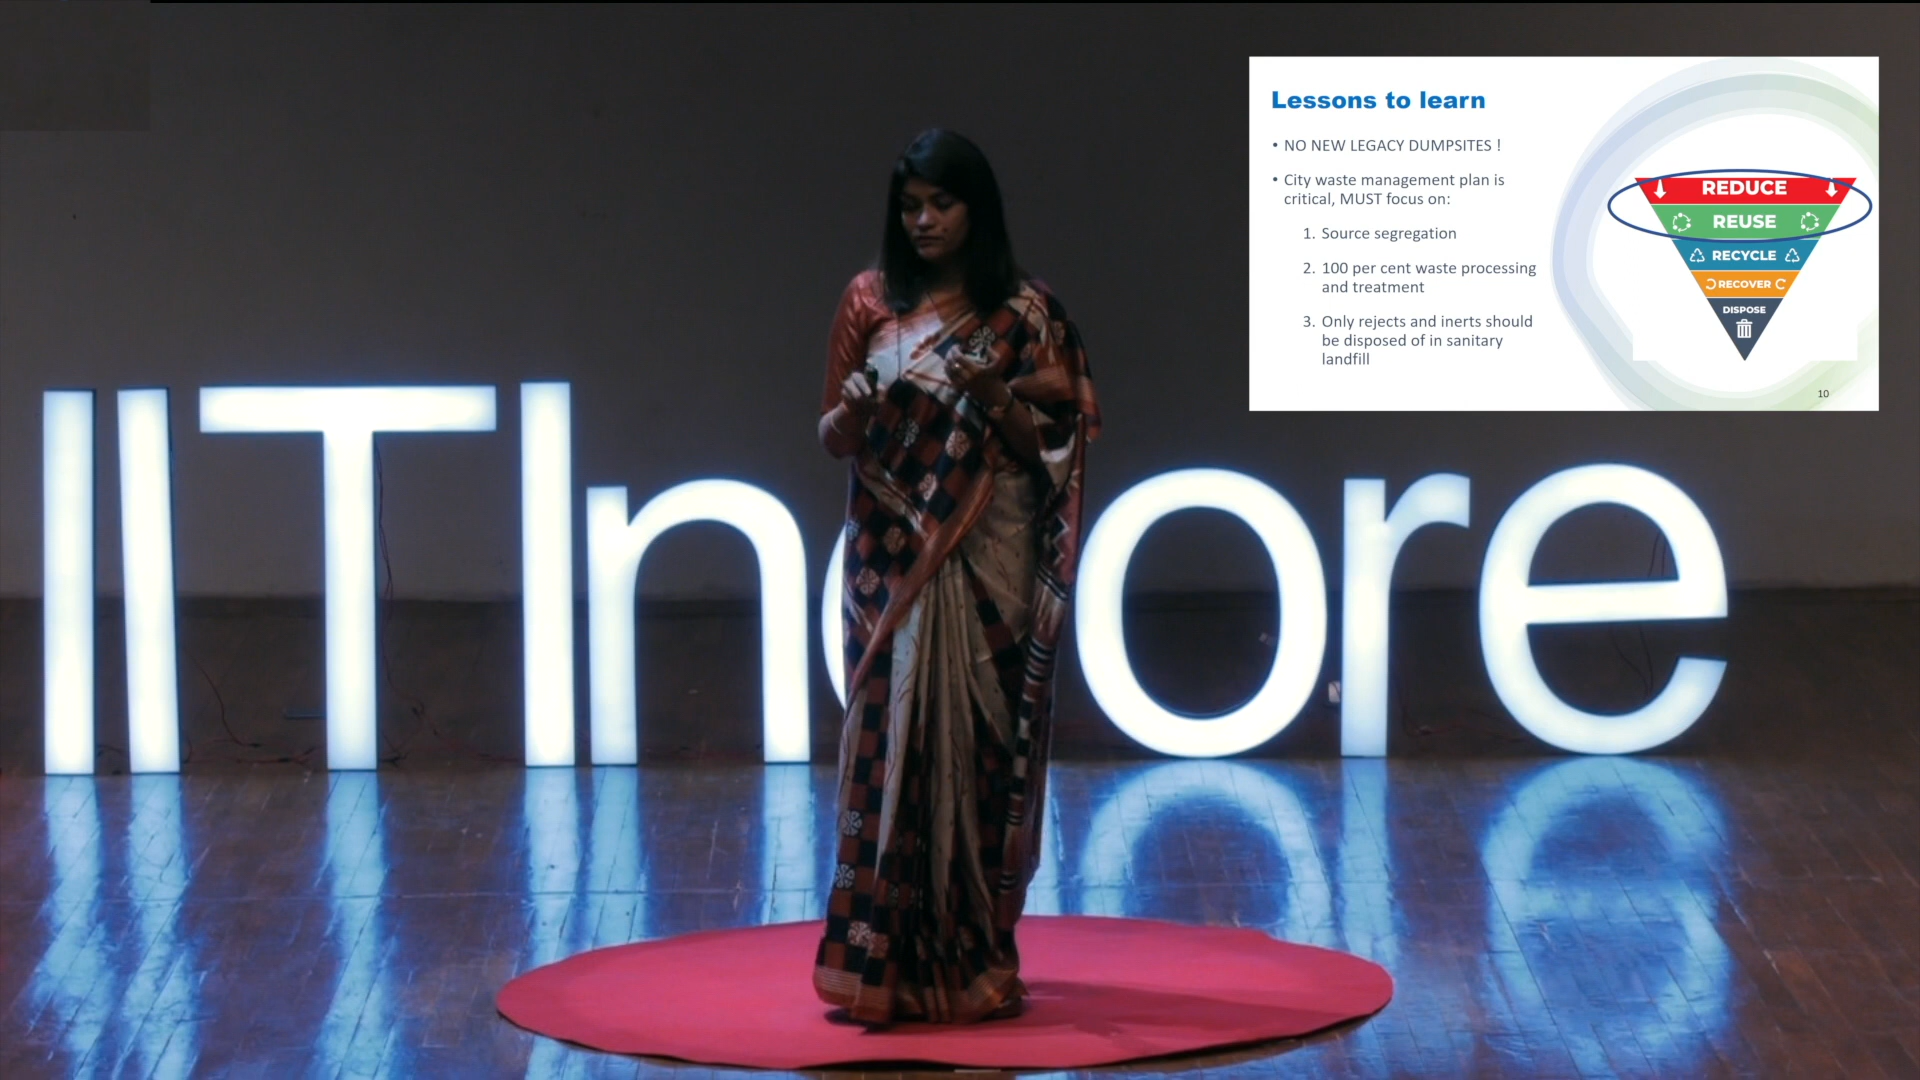 Lessons to learn
• NO NEW LEGACY DUMPSITES !
• City waste management plan is
critical, MUST focus on:
1. Source segregation
2. 100 per cent waste processing
and treatment
3. Only rejects and inerts should
be disposed of in sanitary
landfill
REDUCE
REUSE
RECYCLE
RECOVER
DISPOSE
10
IIT Indore